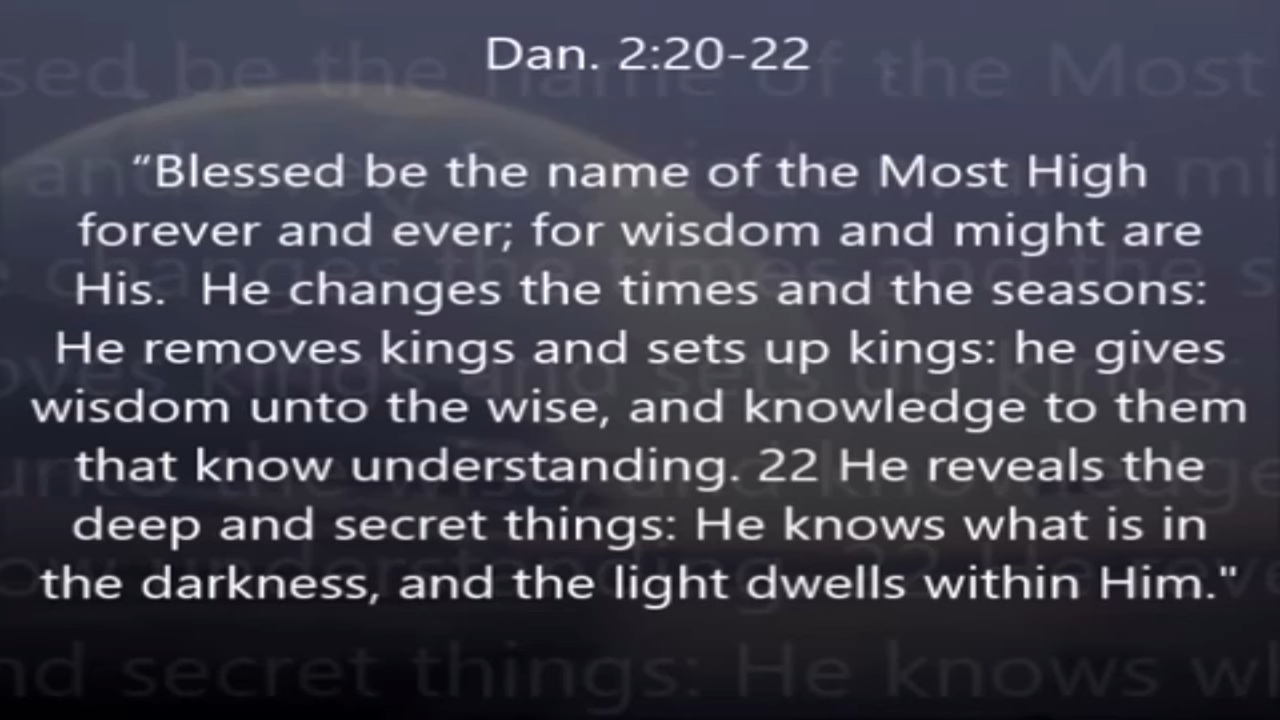 Dan. 2:20-22
“Blessed be the name of the Most High
forever and ever; for wisdom and might are
His.  He changes the times and the seasons:
He removes kings and sets up kings: he gives
wisdom unto the wise, and knowledge to them
that know understanding. 22 He reveals the
deep and secret things: He knows what is in
the darkness, and the light dwells within Him."